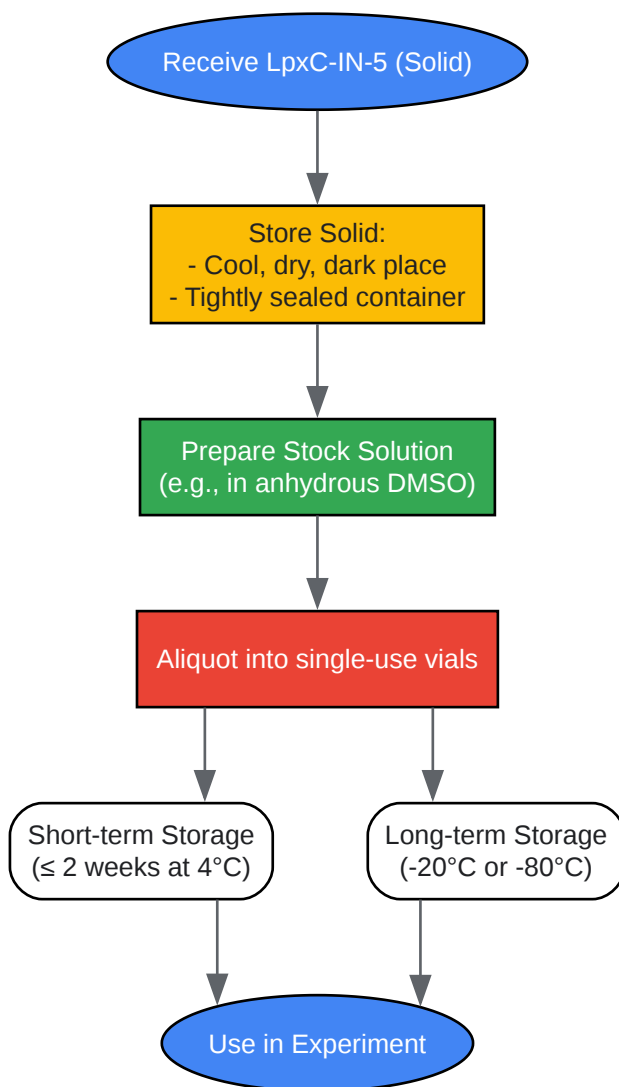 Receive LpxC-IN-5 (Solid)
Store Solid:
- Cool, dry, dark place
- Tightly sealed container
Prepare Stock Solution
(e.g., in anhydrous DMSO)
Aliquot into single-use vials
Short-term Storage
(≤ 2 weeks at 4°C)
Long-term Storage
(-20°C or -80°C)
Use in Experiment